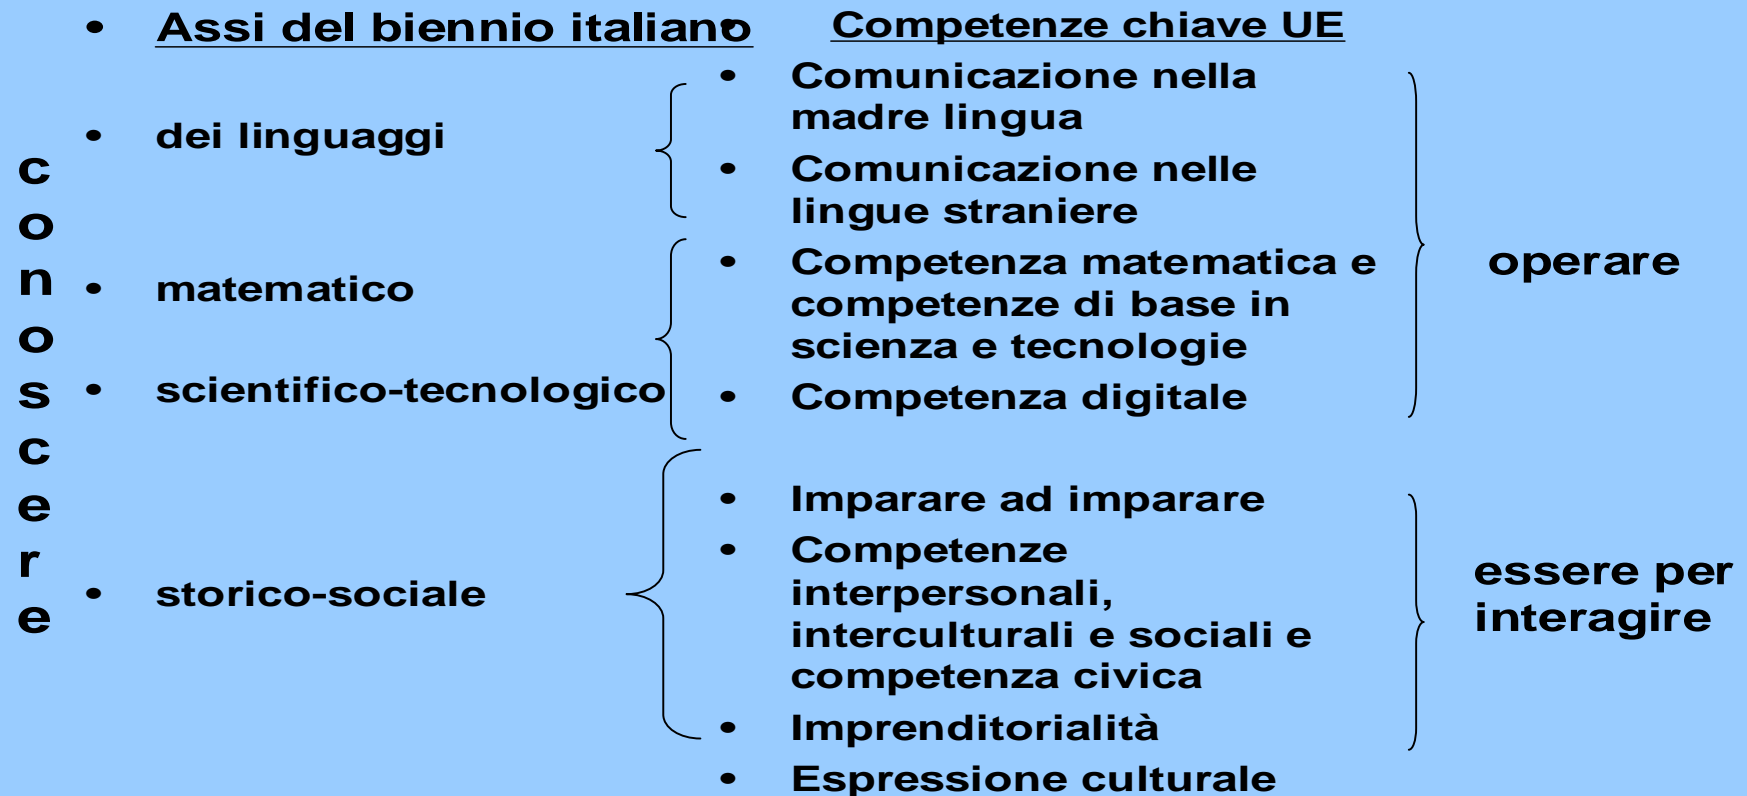 Assi del biennio italiano
dei linguaggi
matematico
scientifico-tecnologico
storico-sociale
conoscere
Competenze chiave UE
Comunicazione nella
madre lingua
Comunicazione nelle
lingue straniere
Competenza matematica e
competenze di base in
scienza e tecnologie
Competenza digitale
Imparare ad imparare
Competenze
interpersonali,
interculturali e sociali e
competenza civica
Imprenditorialità
Espressione culturale
operare
essere per
interagire